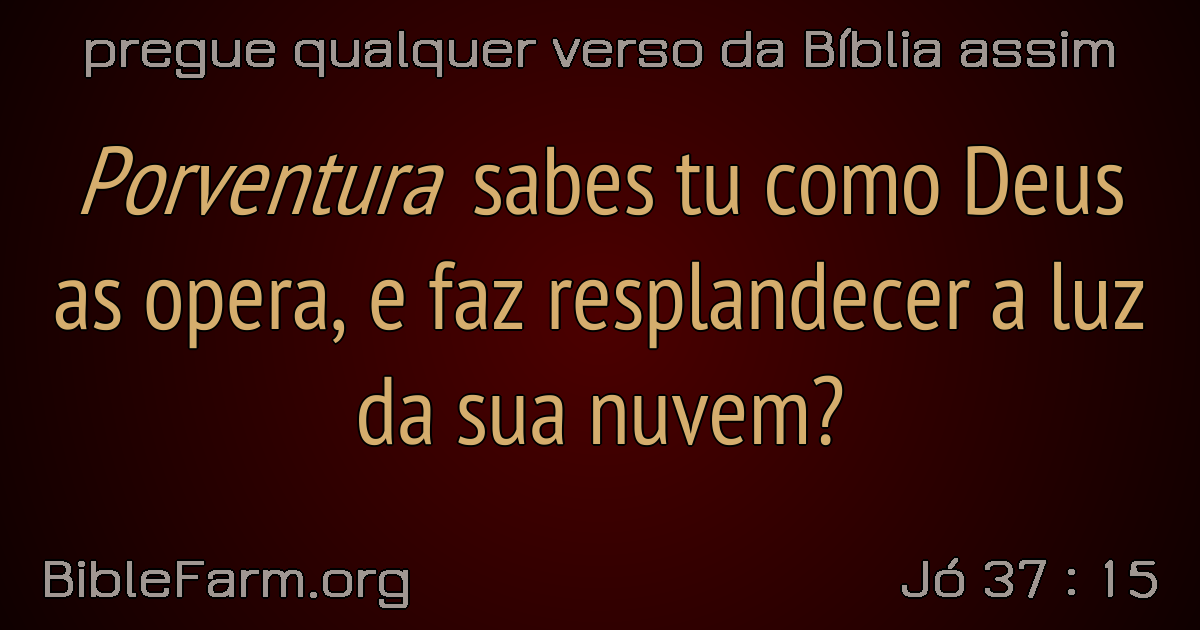 pregue qualquer verso da Bíblia assim
Porventura sabes tu como Deus
as opera, e faz resplandecer a luz
da sua nuvem?
BibleFarm.org
Jó 37 : 15